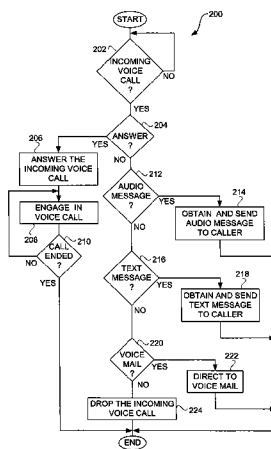 START
200
202
INCOMING
VOICE
CALL
?
NO
YES
204
ANSWER
?
YES
NO
206
ANSWER THE
INCOMING VOICE
CALL
212
AUDIO
MESSAGE
?
YES
214
OBTAIN AND SEND
AUDIO MESSAGE
TO CALLER
ENGAGE IN
VOICE CALL
208
210
CALL
ENDED
?
NO
YES
NO
216
TEXT
MESSAGE
?
YES
218
OBTAIN AND SEND
TEXT MESSAGE
TO CALLER
NO
220
VOICE
MAIL
?
YES
222
DIRECT TO
VOICE MAIL
NO
DROP THE INCOMING
VOICE CALL
224
END